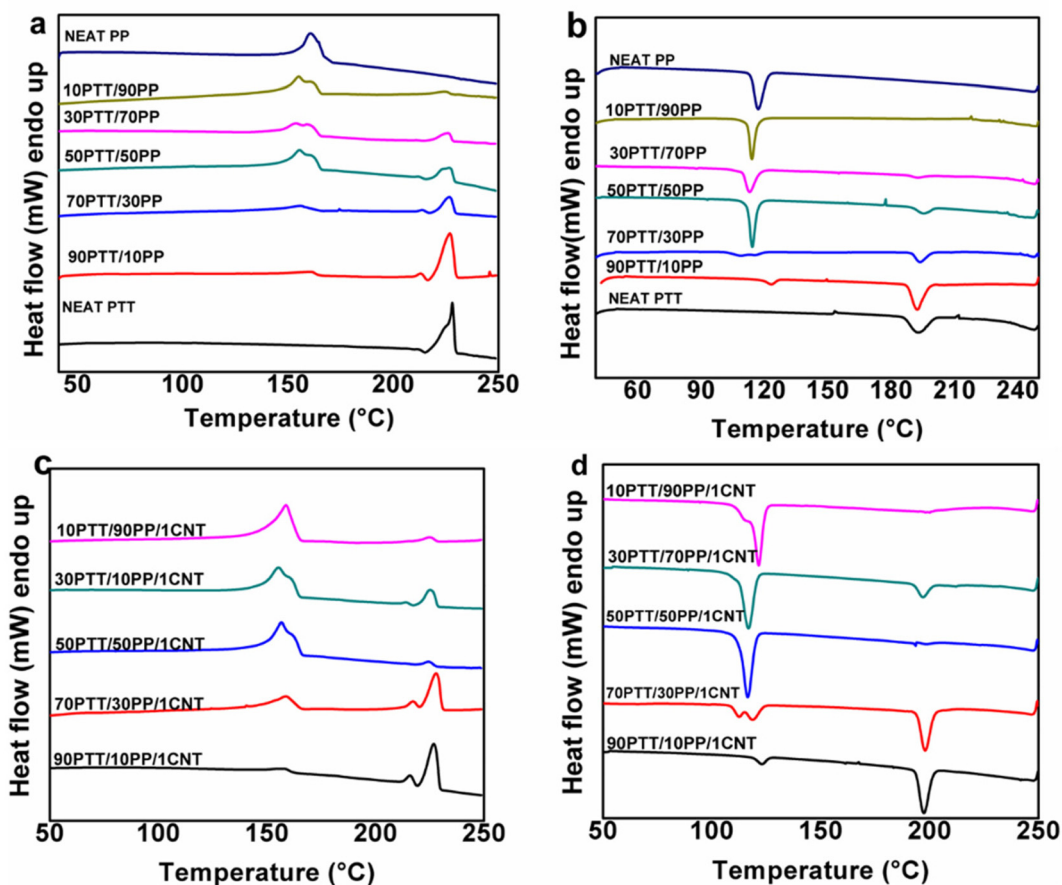 a
Heat flow (mW) endo up
NEAT PP
10PTT/90PP
30PTT/70PP
50PTT/50PP
70PTT/30PP
90PTT/10PP
NEAT PTT
50 100 150 200 250
Temperature (°C)
b
Heat flow(mW) endo up
NEAT PP
10PTT/90PP
30PTT/70PP
50PTT/50PP
70PTT/30PP
90PTT/10PP
NEAT PTT
60 90 120 150 180 210 240
Temperature (°C)
c
Heat flow (mW) endo up
10PTT/90PP/1CNT
30PTT/10PP/1CNT
50PTT/50PP/1CNT
70PTT/30PP/1CNT
90PTT/10PP/1CNT
50 100 150 200 250
Temperature (°C)
d
Heat flow (mW) endo up
10PTT/90PP/1CNT
30PTT/70PP/1CNT
50PTT/50PP/1CNT
70PTT/30PP/1CNT
90PTT/10PP/1CNT
50 100 150 200 250
Temperature (°C)